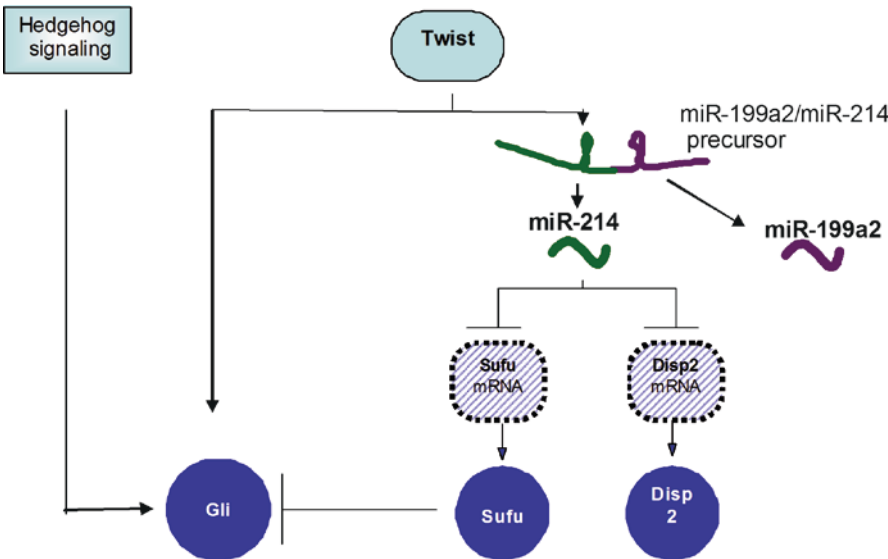 Hedgehog
signaling
Twist
miR-199a2/miR-214
precursor
miR-214
miR-199a2
Sufu
mRNA
Disp2
mRNA
Gli
Sufu
Disp
2